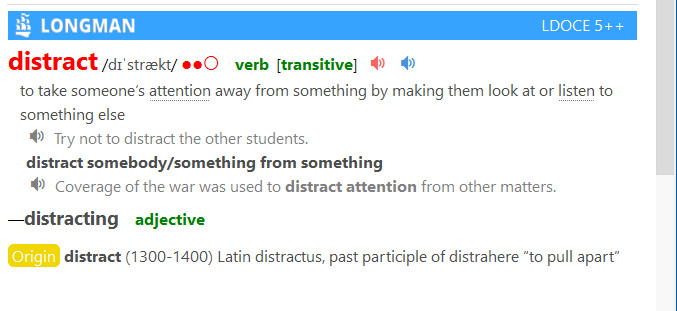 LONGMAN LDOCE 5++
distract /dɪˈstrækt/ ●●○ verb [transitive]
to take someone’s attention away from something by making them look at or listen to
something else
Try not to distract the other students.
distract somebody/something from something
Coverage of the war was used to distract attention from other matters.
—distracting adjective
Origin distract (1300-1400) Latin distractus, past participle of distrahere “to pull apart”